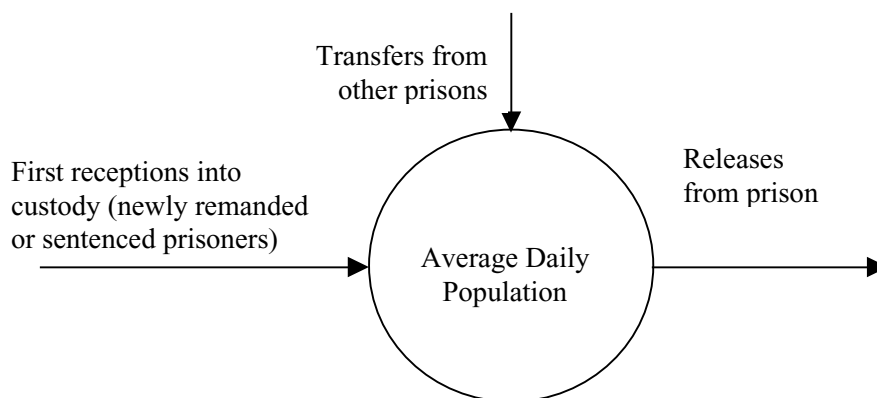 Transfers from
other prisons
First receptions into
custody (newly remanded
or sentenced prisoners)
Releases
from prison
Average Daily
Population